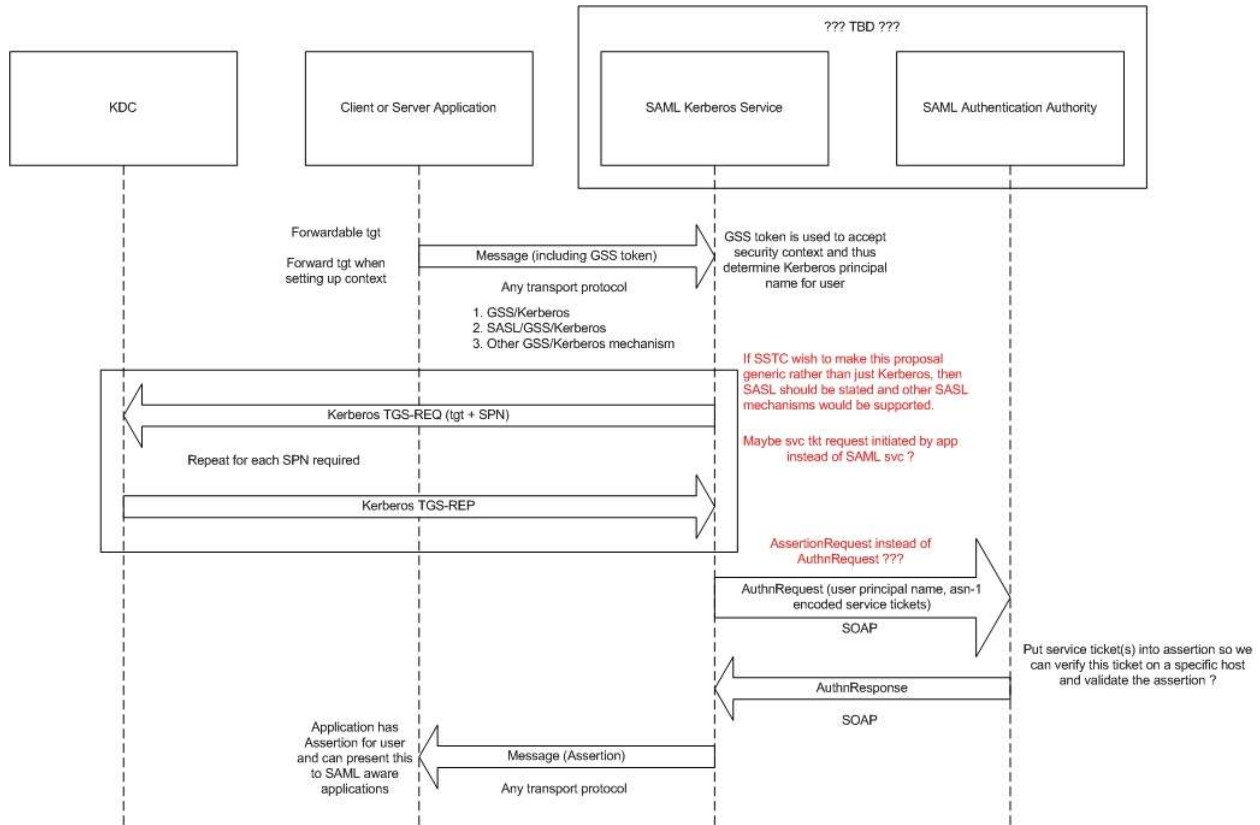 ??? TBD ???
KDC
Client or Server Application
SAML Kerberos Service
SAML Authentication Authority
Forwardable tgt
Forward tgt when
setting up context
Message (including GSS token)
Any transport protocol
1. GSS/Kerberos
2. SASL/GSS/Kerberos
3. Other GSS/Kerberos mechanism
GSS token is used to accept
security context and thus
determine Kerberos principal
name for user
If SSTC wish to make this proposal
generic rather than just Kerberos, then
SASL should be stated and other SASL
mechanisms would be supported.
Maybe svc tkt request initiated by app
instead of SAML svc ?
Kerberos TGS-REQ (tgt + SPN)
Repeat for each SPN required
Kerberos TGS-REP
AssertionRequest instead of
AuthnRequest ???
AuthnRequest (user principal name, asn-1
encoded service tickets)
SOAP
Put service ticket(s) into assertion so we
can verify this ticket on a specific host
and validate the assertion ?
AuthnResponse
SOAP
Application has
Assertion for user
and can present this
to SAML aware
applications
Message (Assertion)
Any transport protocol